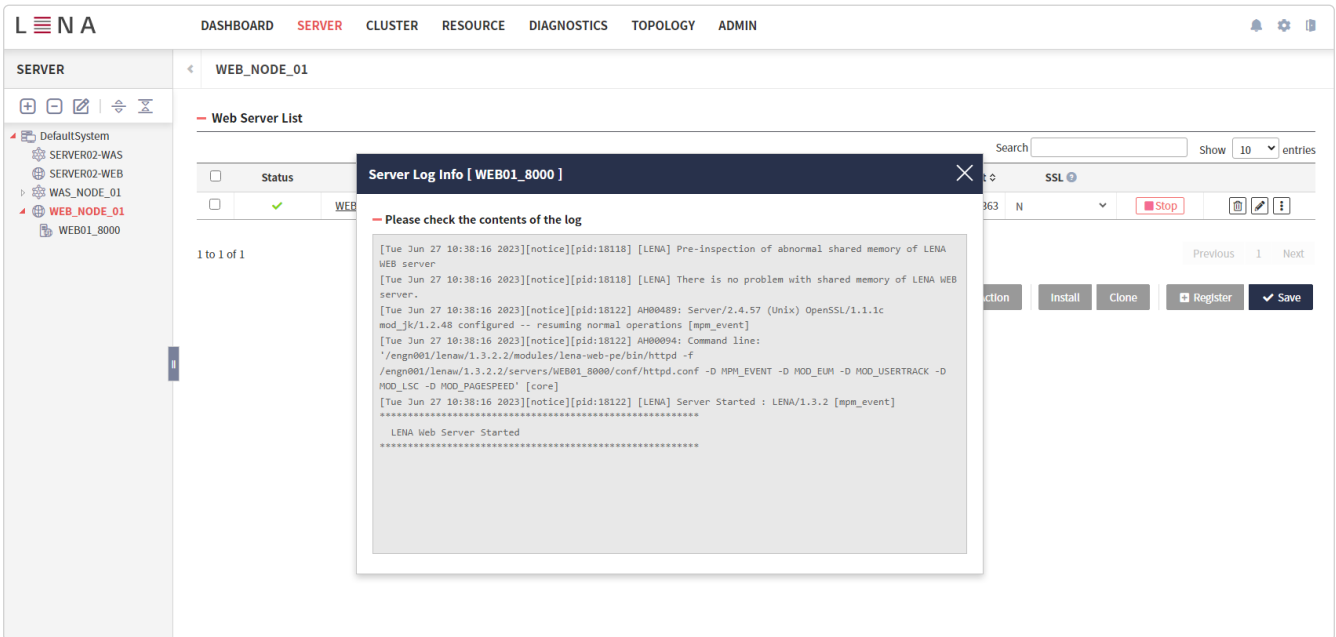 LENA
DASHBOARD SERVER CLUSTER RESOURCE DIAGNOSTICS TOPOLOGY ADMIN
SERVER
WEB_NODE_01
DefaultSystem
SERVER02-WAS
SERVER02-WEB
WAS_NODE_01
WEB_NODE_01
WEB01_8000
Web Server List
Search
Show 10 entries
Status
SSL
WEB
363 N Stop
1 to 1 of 1
Previous 1 Next
ction Install Clone Register Save
Server Log Info [ WEB01_8000 ]
Please check the contents of the log
[Tue Jun 27 10:38:16 2023][notice][pid:18118] [LENA] Pre-inspection of abnormal shared memory of LENA
WEB server
[Tue Jun 27 10:38:16 2023][notice][pid:18118] [LENA] There is no problem with shared memory of LENA WEB
server.
[Tue Jun 27 10:38:16 2023][notice][pid:18122] AH00489: Server/2.4.57 (Unix) OpenSSL/1.1.1c
mod_jk/1.2.48 configured -- resuming normal operations [mpm_event]
[Tue Jun 27 10:38:16 2023][notice][pid:18122] AH00094: Command line:
'/engn001/lenaw/1.3.2.2/modules/lena-web-pe/bin/httpd -f
/engn001/lenaw/1.3.2.2/servers/WEB01_8000/conf/httpd.conf -D MPM_EVENT -D MOD_EUM -D MOD_USERTRACK -D
MOD_LSC -D MOD_PAGESPEED' [core]
[Tue Jun 27 10:38:16 2023][notice][pid:18122] [LENA] Server Started : LENA/1.3.2 [mpm_event]
*********************************************************
LENA Web Server Started
*********************************************************